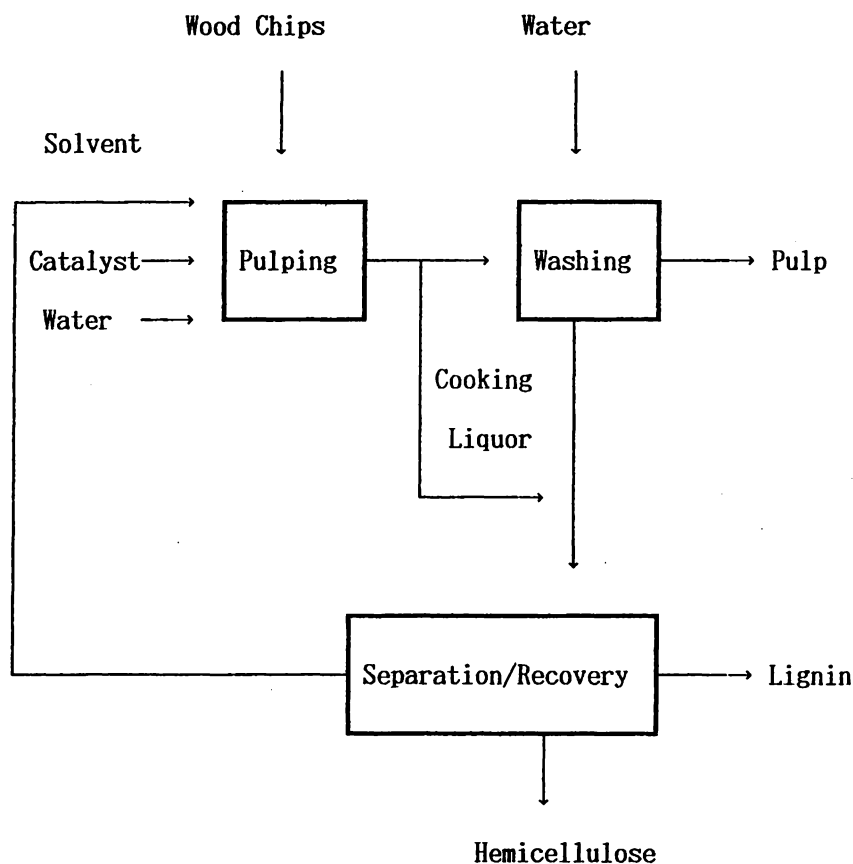 Wood Chips
Water
Solvent
Catalyst
Pulping
Washing
Pulp
Water
Cooking
Liquor
Separation/Recovery
Lignin
Hemicellulose